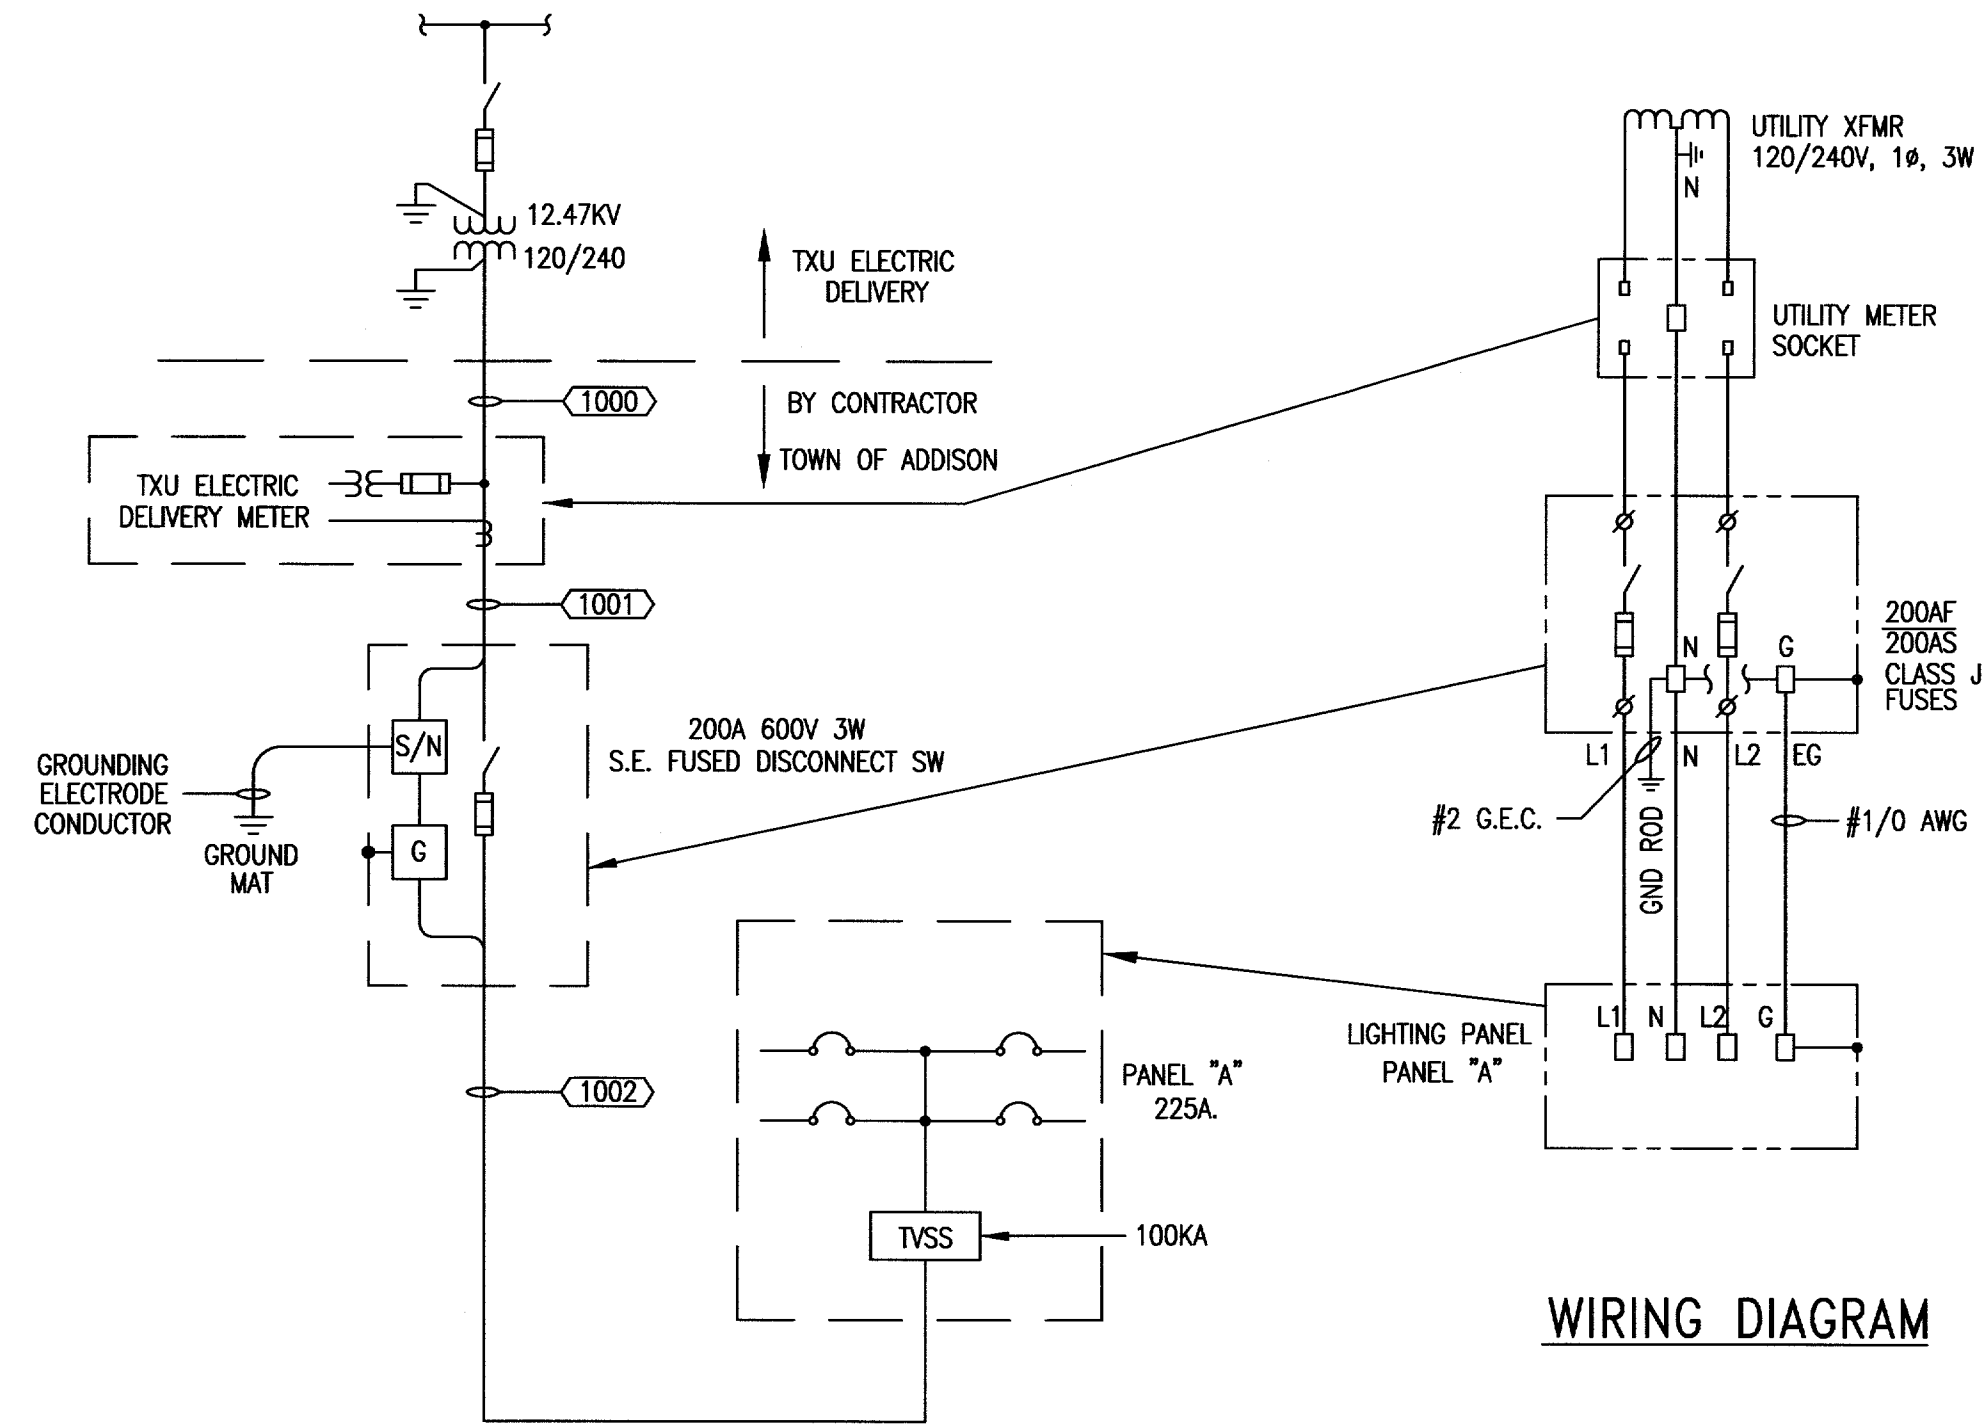 12.47KV
120/240
TXU ELECTRIC
DELIVERY
1000
BY CONTRACTOR
TOWN OF ADDISON
TXU ELECTRIC
DELIVERY METER
1001
200A 600V 3W
S.E. FUSED DISCONNECT SW
S/N
G
GROUNDING
ELECTRODE
CONDUCTOR
GROUND
MAT
1002
PANEL "A"
225A.
TVSS
100KA
UTILITY XFMR
120/240V, 1ø, 3W
N
UTILITY METER
SOCKET
200AF
200AS
CLASS J
FUSES
N
G
L1
N
L2
EG
#2 G.E.C.
GND ROD
#1/0 AWG
L1
N
L2
G
LIGHTING PANEL
PANEL "A"
WIRING DIAGRAM